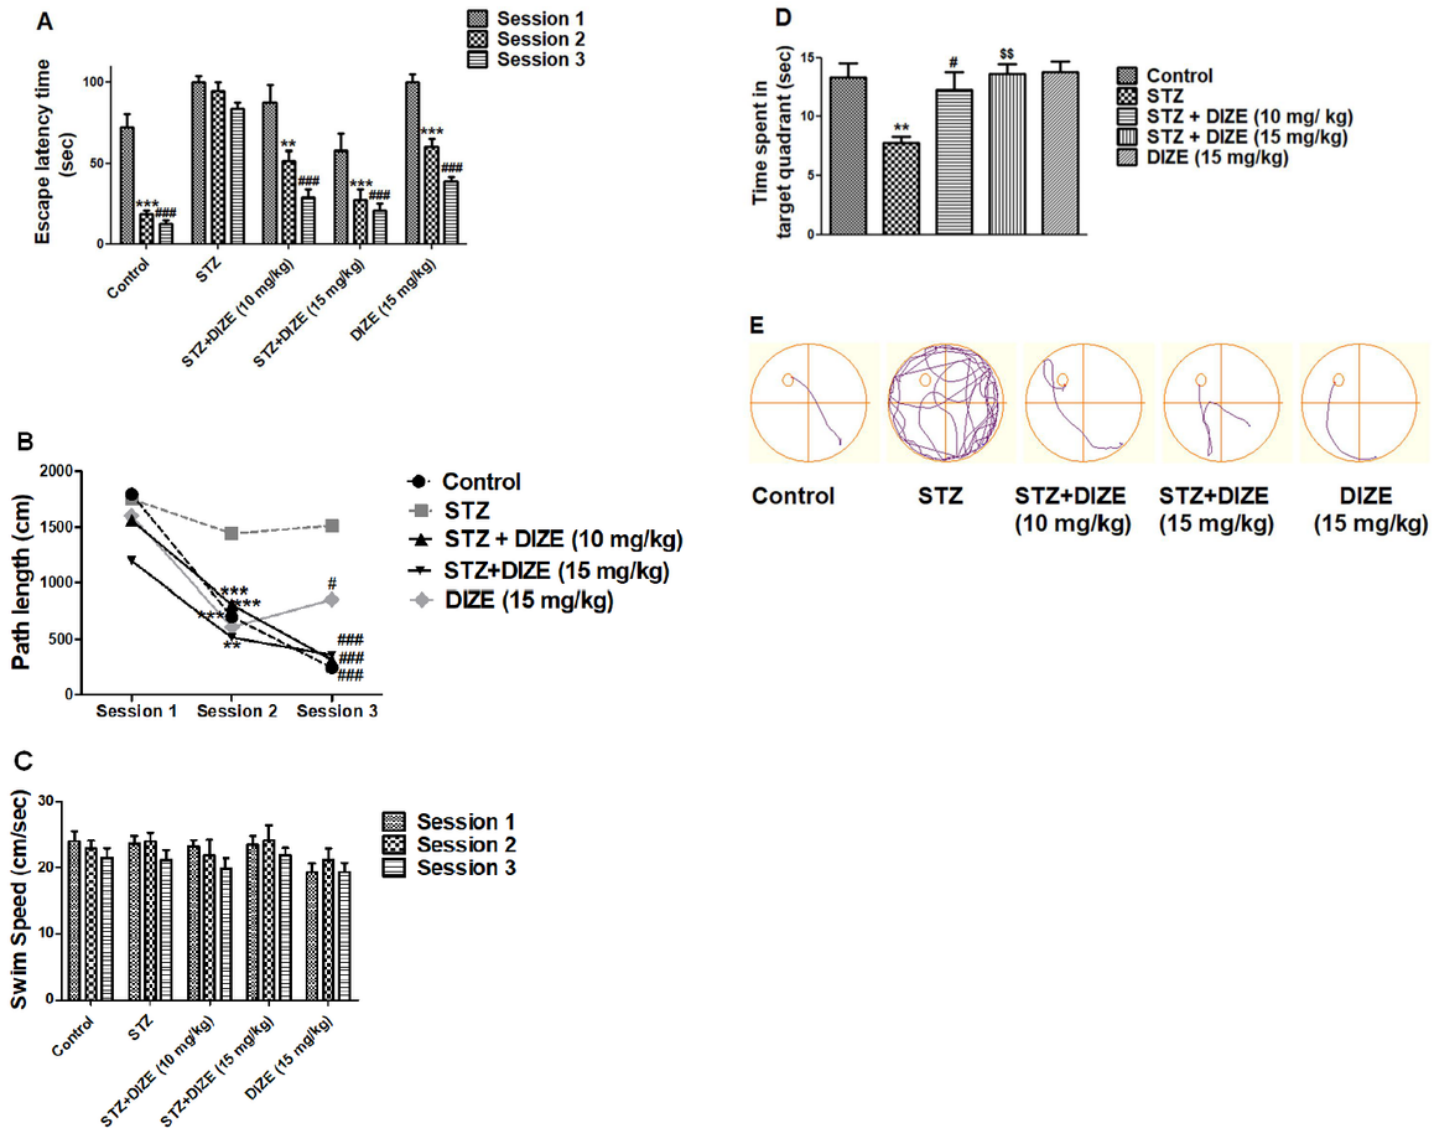 A
Session 1
Session 2
Session 3
Escape latency time
(sec)
100
50
0
***
###
**
###
***
###
***
###
Control
STZ
STZ+DIZE (10 mg/kg)
STZ+DIZE (15 mg/kg)
DIZE (15 mg/kg)
B
Path length (cm)
2000
1500
1000
500
0
***
***
***
**
#
###
###
###
Session 1
Session 2
Session 3
Control
STZ
STZ + DIZE (10 mg/kg)
STZ+DIZE (15 mg/kg)
DIZE (15 mg/kg)
C
Swim Speed (cm/sec)
30
20
10
0
Session 1
Session 2
Session 3
Control
STZ
STZ+DIZE (10 mg/kg)
STZ+DIZE (15 mg/kg)
DIZE (15 mg/kg)
D
Time spent in
target quadrant (sec)
15
10
5
0
**
#
$$
Control
STZ
STZ + DIZE (10 mg/ kg)
STZ + DIZE (15 mg/kg)
DIZE (15 mg/kg)
E
Control
STZ
STZ+DIZE
(10 mg/kg)
STZ+DIZE
(15 mg/kg)
DIZE
(15 mg/kg)